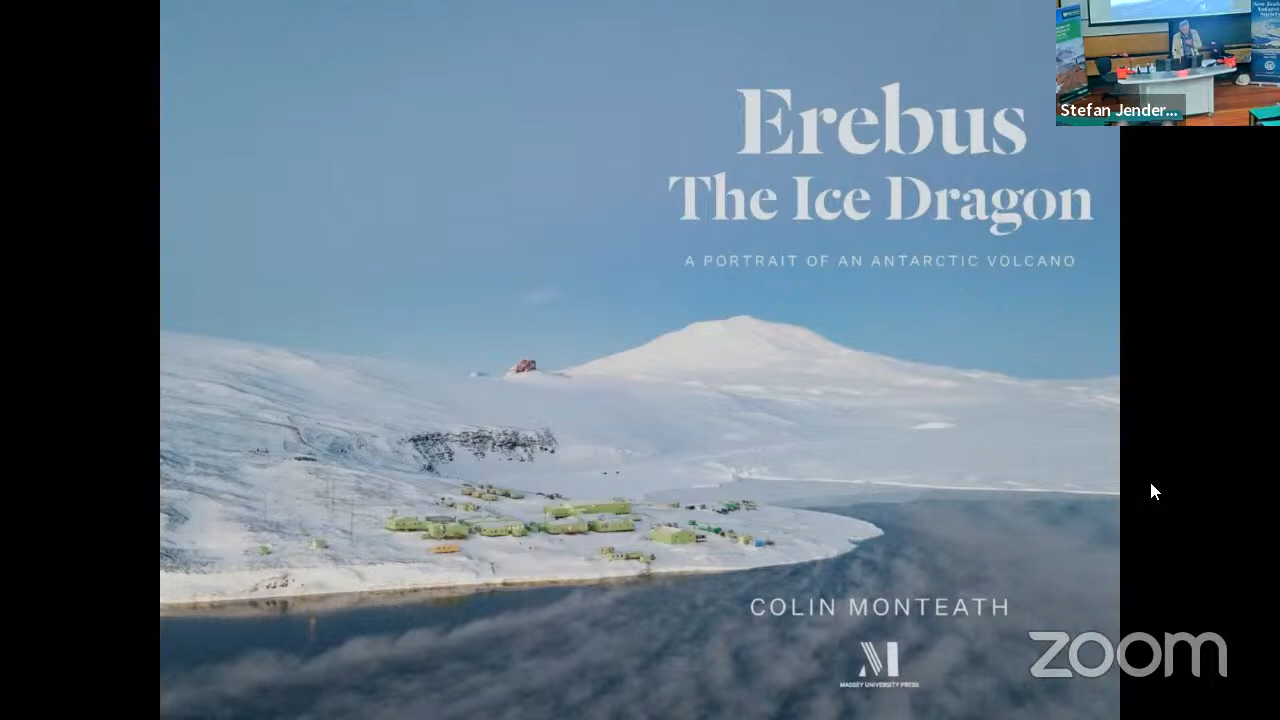 Erebus
The Ice Dragon
A PORTRAIT OF AN ANTARCTIC VOLCANO
COLIN MONTEATH
MASSEY UNIVERSITY PRESS
Stefan Jender...
zoom